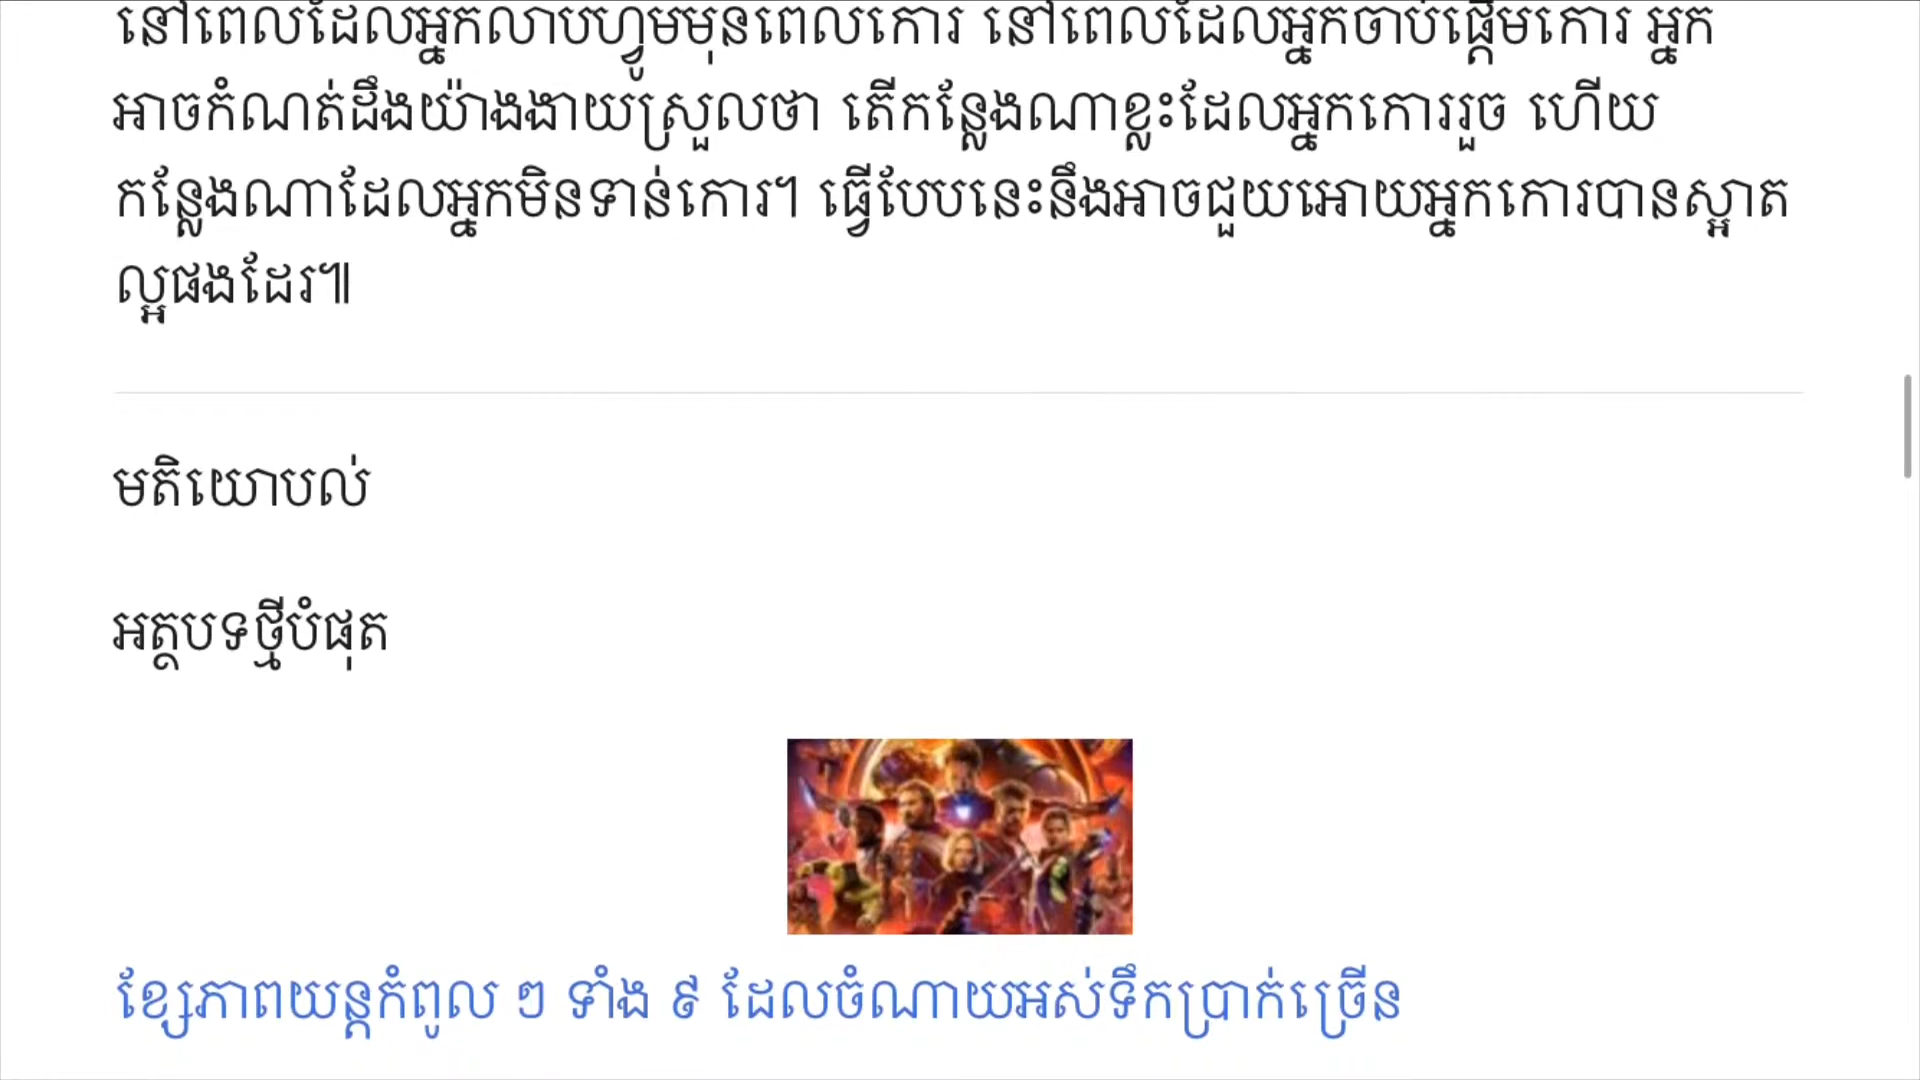 នៅពេលដែលអ្នកលាបហ្វូមមុនពេលកោរ នៅពេលដែលអ្នកចាប់ផ្ដើមកោរ អ្នក
អាចកំណត់ដឹងយ៉ាងងាយស្រួលថា តើកន្លែងណាខ្លះដែលអ្នកកោររួច ហើយ
កន្លែងណាដែលអ្នកមិនទាន់កោរ។ ធ្វើបែបនេះនឹងអាចជួយអោយអ្នកកោរបានស្អាត
ល្អផងដែរ៕
មតិយោបល់
អត្ថបទថ្មីបំផុត
ខ្សែភាពយន្តកំពូល ៗ ទាំង ៩ ដែលចំណាយអស់ទឹកប្រាក់ច្រើន